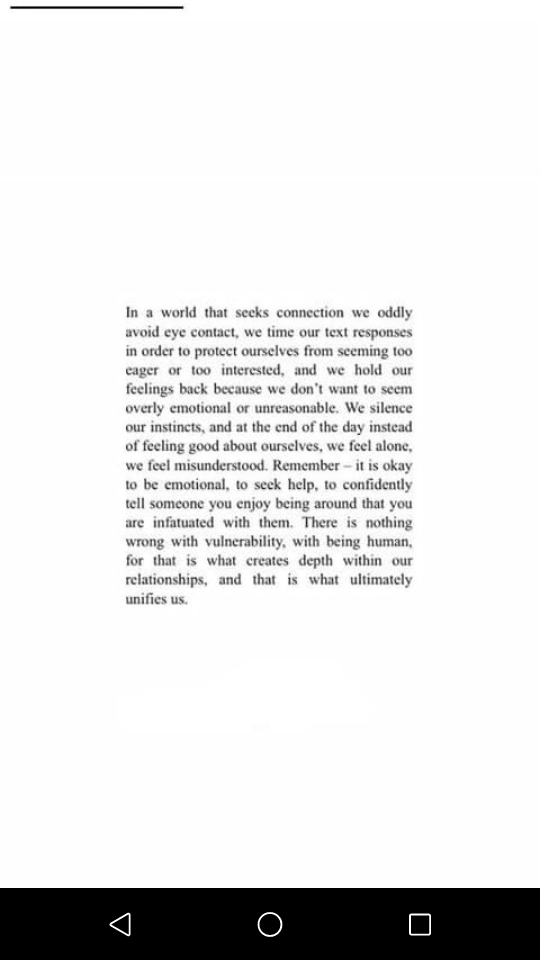 In a world that seeks connection we oddly
avoid eye contact, we time our text responses
in order to protect ourselves from seeming too
eager or too interested, and we hold our
feelings back because we don't want to seem
overly emotional or unreasonable. We silence
our instincts, and at the end of the day instead
of feeling good about ourselves, we feel alone,
we feel misunderstood. Remember – it is okay
to be emotional, to seek help, to confidently
tell someone you enjoy being around that you
are infatuated with them. There is nothing
wrong with vulnerability, with being human,
for that is what creates depth within our
relationships, and that is what ultimately
unifies us.